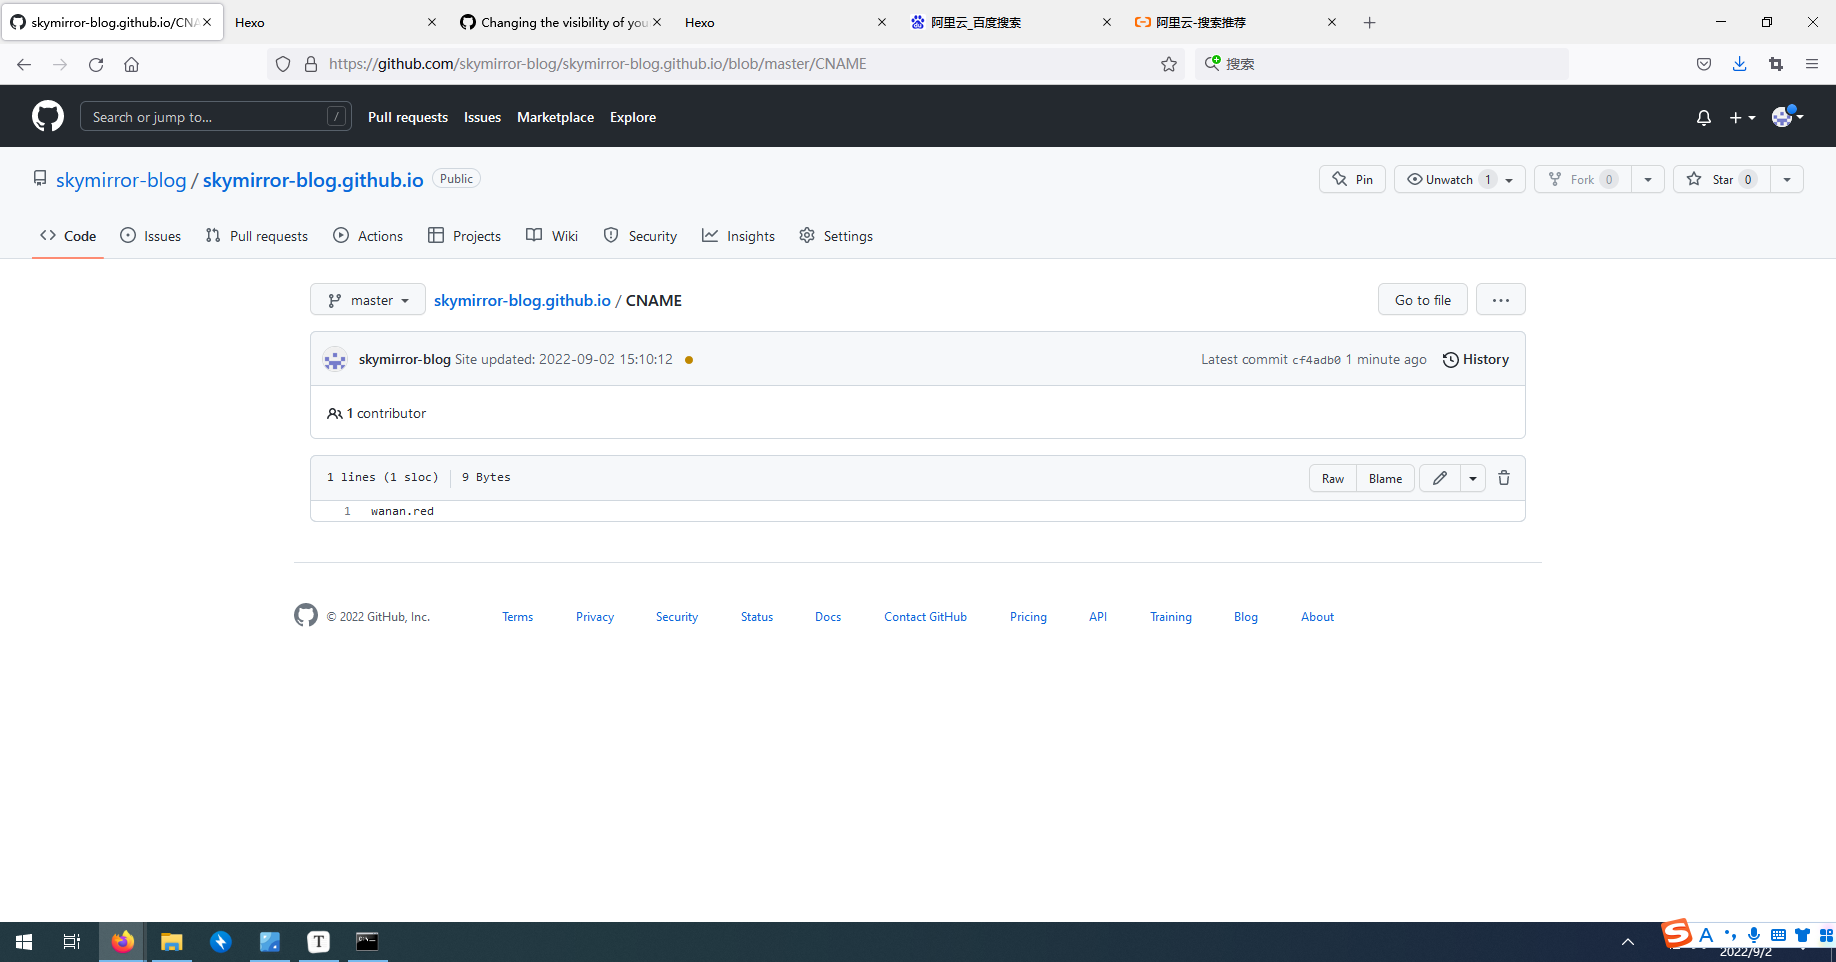 skymirror-blog.github.io/CNA
Hexo
Changing the visibility of you
Hexo
阿里云_百度搜索
阿里云-搜索推荐
https://github.com/skymirror-blog/skymirror-blog.github.io/blob/master/CNAME
搜索
Search or jump to...
/
Pull requests
Issues
Marketplace
Explore
skymirror-blog / skymirror-blog.github.io Public
Pin
Unwatch 1
Fork 0
Star 0
Code
Issues
Pull requests
Actions
Projects
Wiki
Security
Insights
Settings
master
skymirror-blog.github.io / CNAME
Go to file
skymirror-blog Site updated: 2022-09-02 15:10:12
Latest commit cf4adb0 1 minute ago
History
1 contributor
1 lines (1 sloc) 9 Bytes
Raw
Blame
1 wanan.red
© 2022 GitHub, Inc.
Terms
Privacy
Security
Status
Docs
Contact GitHub
Pricing
API
Training
Blog
About
T
S
A
2022/9/2